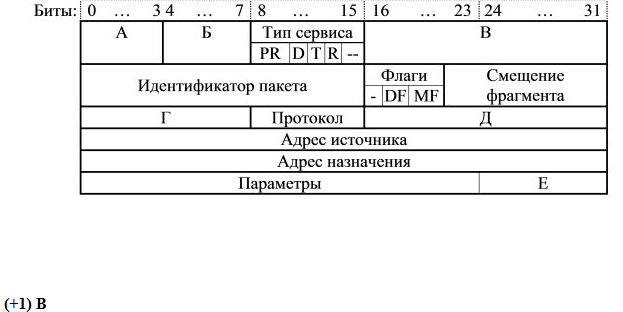 Биты: 0 ... 3 4 ... 7 8 ... 15 16 ... 23 24 ... 31
А Б Тип сервиса В
PR D T R --
Идентификатор пакета Флаги Смещение фрагмента
- DF MF
Г Протокол Д
Адрес источника
Адрес назначения
Параметры Е
(+1) В